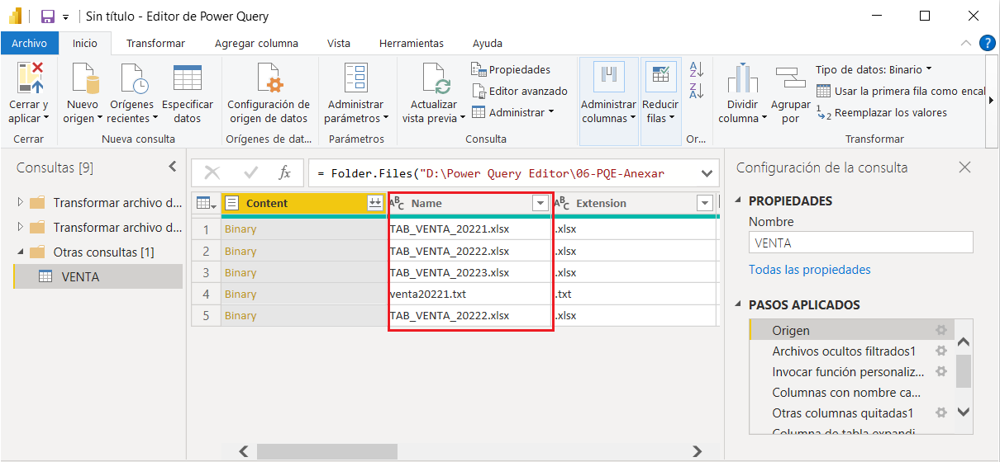 Sin título - Editor de Power Query
Archivo Inicio Transformar Agregar columna Vista Herramientas Ayuda
Cerrar y aplicar
Cerrar
Nuevo origen
Orígenes recientes
Especificar datos
Nueva consulta
Configuración de origen de datos
Orígenes de dat...
Administrar parámetros
Parámetros
Actualizar vista previa
Propiedades
Editor avanzado
Administrar
Consulta
Administrar columnas
Reducir filas
Or...
Dividir columna
Agrupar por
Tipo de datos: Binario
Usar la primera fila como encal
Reemplazar los valores
Transformar
Consultas [9]
Transformar archivo d...
Transformar archivo d...
Otras consultas [1]
VENTA
= Folder.Files("D:\Power Query Editor\06-PQE-Anexar
Content Name Extension
1 Binary TAB_VENTA_20221.xlsx .xlsx
2 Binary TAB_VENTA_20222.xlsx .xlsx
3 Binary TAB_VENTA_20223.xlsx .xlsx
4 Binary venta20221.txt .txt
5 Binary TAB_VENTA_20222.xlsx .xlsx
Configuración de la consulta
PROPIEDADES
Nombre
VENTA
Todas las propiedades
PASOS APLICADOS
Origen
Archivos ocultos filtrados1
Invocar función personaliz...
Columnas con nombre ca...
Otras columnas quitadas1
Columna de tabla expandi